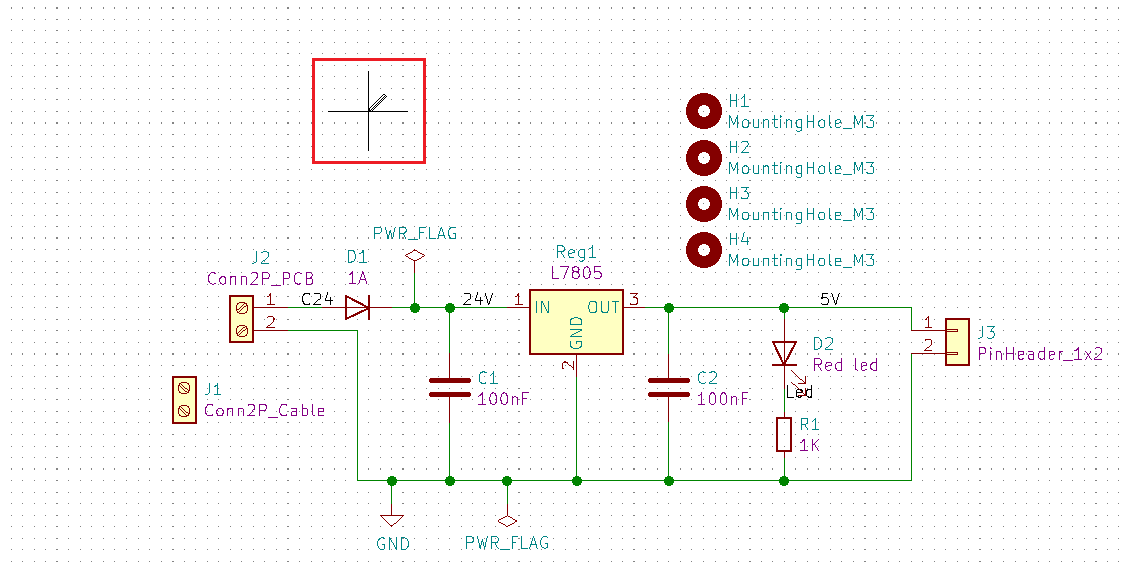 H1
MountingHole_M3
H2
MountingHole_M3
H3
MountingHole_M3
H4
MountingHole_M3
PWR_FLAG
J2
Conn2P_PCB
D1
1A
Reg1
L7805
1
C24
24V
1
IN
OUT
3
5V
2
GND
2
1
2
J3
PinHeader_1x2
D2
Red led
Led
C1
100nF
C2
100nF
J1
Conn2P_Cable
R1
1K
GND
PWR_FLAG